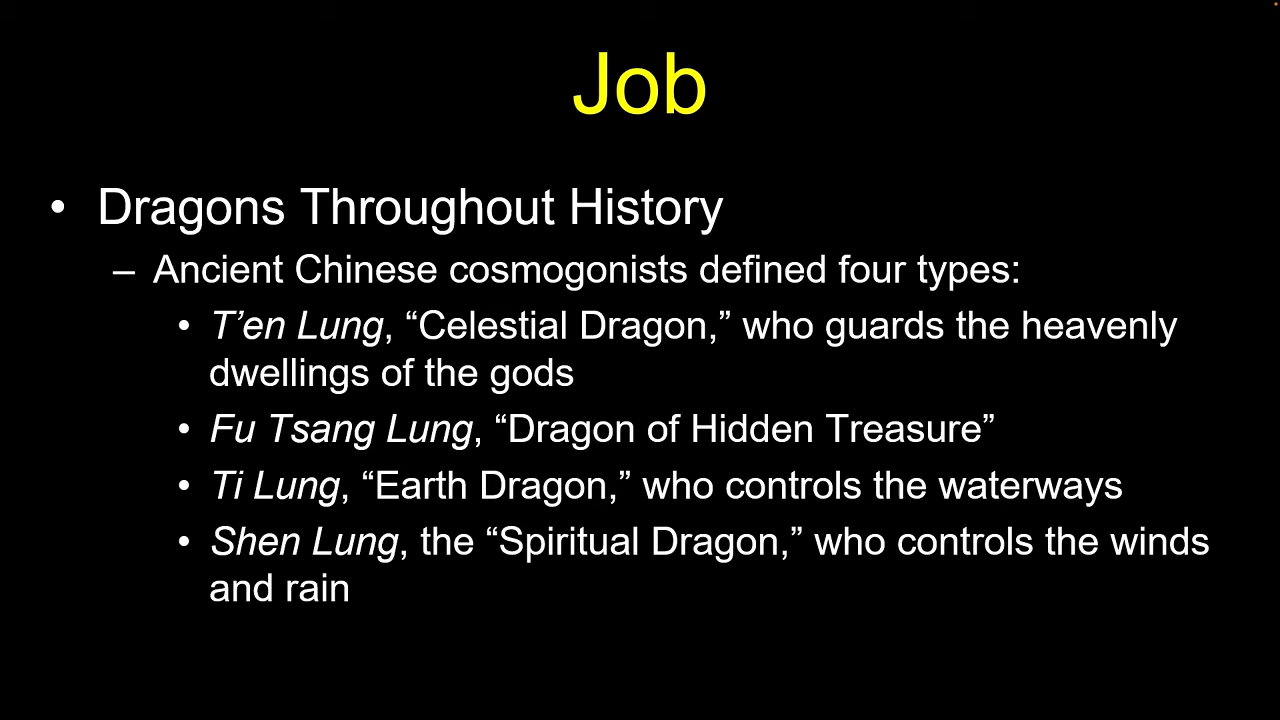 Job
• Dragons Throughout History
– Ancient Chinese cosmogonists defined four types:
• T’en Lung, “Celestial Dragon,” who guards the heavenly
dwellings of the gods
• Fu Tsang Lung, “Dragon of Hidden Treasure”
• Ti Lung, “Earth Dragon,” who controls the waterways
• Shen Lung, the “Spiritual Dragon,” who controls the winds
and rain